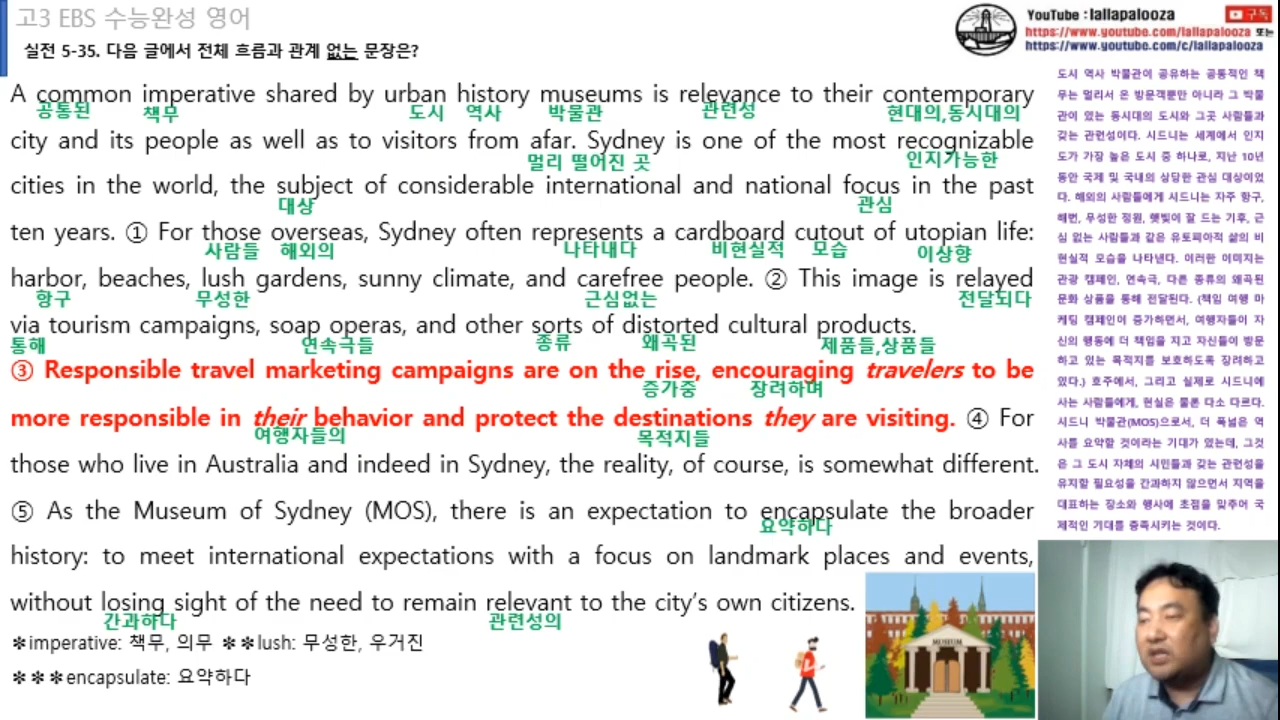 고3 EBS 수능완성 영어
실전 5-35. 다음 글에서 전체 흐름과 관계 없는 문장은?
YouTube : lallapalooza
구독
https://www.youtube.com/lallapalooza 또는
https://www.youtube.com/c/lallapalooza
A common imperative shared by urban history museums is relevance to their contemporary
공통된 책무 도시 역사 박물관 관련성 현대의,동시대의
city and its people as well as to visitors from afar. Sydney is one of the most recognizable
멀리 떨어진 곳 인지가능한
cities in the world, the subject of considerable international and national focus in the past
대상 관심
ten years. ① For those overseas, Sydney often represents a cardboard cutout of utopian life:
사람들 해외의 나타내다 비현실적 모습 이상향
harbor, beaches, lush gardens, sunny climate, and carefree people. ② This image is relayed
항구 무성한 근심없는 전달되다
via tourism campaigns, soap operas, and other sorts of distorted cultural products.
통해 연속극들 종류 왜곡된 제품들,상품들
③ Responsible travel marketing campaigns are on the rise, encouraging travelers to be
증가중 장려하며
more responsible in their behavior and protect the destinations they are visiting. ④ For
여행자들의 목적지들
those who live in Australia and indeed in Sydney, the reality, of course, is somewhat different.
⑤ As the Museum of Sydney (MOS), there is an expectation to encapsulate the broader
요약하다
history: to meet international expectations with a focus on landmark places and events,
without losing sight of the need to remain relevant to the city's own citizens.
간과하다 관련성의
✻imperative: 책무, 의무 ✻✻lush: 무성한, 우거진
✻✻✻encapsulate: 요약하다
도시 역사 박물관이 공유하는 공통적인 책
무는 멀리서 온 방문객뿐만 아니라 그 박물
관이 있는 동시대의 도시와 그곳 사람들과
갖는 관련성이다. 시드니는 세계에서 인지
도가 가장 높은 도시 중 하나로, 지난 10년
동안 국제 및 국내의 상당한 관심 대상이었
다. 해외의 사람들에게 시드니는 자주 항구,
해변, 무성한 정원, 햇빛이 잘 드는 기후, 근
심 없는 사람들과 같은 유토피아적 삶의 비
현실적 모습을 나타낸다. 이러한 이미지는
관광 캠페인, 연속극, 다른 종류의 왜곡된
문화 상품을 통해 전달된다. (책임 여행 마
케팅 캠페인이 증가하면서, 여행자들이 자
신의 행동에 더 책임을 지고 자신들이 방문
하고 있는 목적지를 보호하도록 장려하고
있다.) 호주에서, 그리고 실제로 시드니에
사는 사람들에게, 현실은 물론 다소 다르다.
시드니 박물관(MOS)으로서, 더 폭넓은 역
사를 요약할 것이라는 기대가 있는데, 그것
은 그 도시 자체의 시민들과 갖는 관련성을
유지할 필요성을 간과하지 않으면서 지역을
대표하는 장소와 행사에 초점을 맞추어 국
제적인 기대를 충족시키는 것이다.
MUSEUM